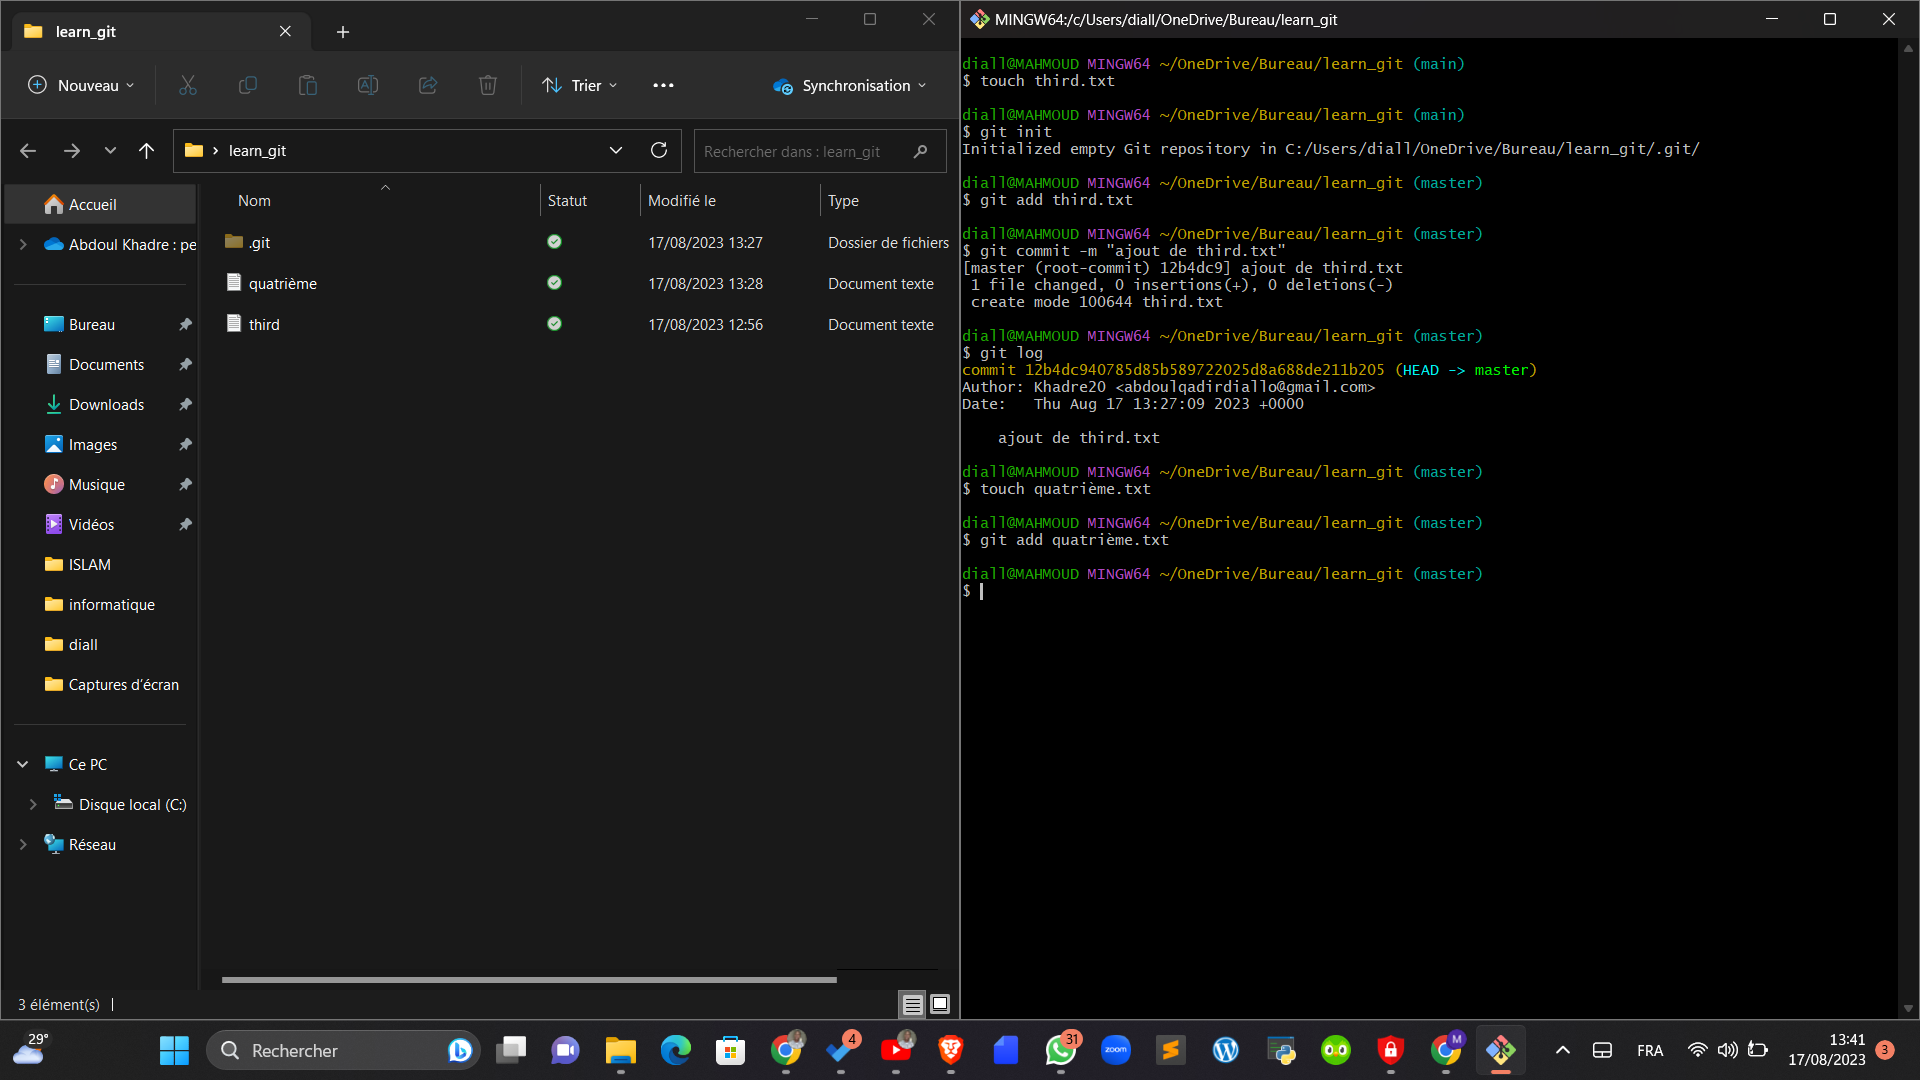 learn_git
Nouveau
Trier
Synchronisation
learn_git
Rechercher dans : learn_git
Nom
Statut
Modifié le
Type
Accueil
Abdoul Khadre : pe
.git
17/08/2023 13:27
Dossier de fichiers
quatrième
17/08/2023 13:28
Document texte
third
17/08/2023 12:56
Document texte
Bureau
Documents
Downloads
Images
Musique
Vidéos
ISLAM
informatique
diall
Captures d’écran
Ce PC
Disque local (C:)
Réseau
3 élément(s)
MINGW64:/c/Users/diall/OneDrive/Bureau/learn_git
diall@MAHMOUD MINGW64 ~/OneDrive/Bureau/learn_git (main)
$ touch third.txt
diall@MAHMOUD MINGW64 ~/OneDrive/Bureau/learn_git (main)
$ git init
Initialized empty Git repository in C:/Users/diall/OneDrive/Bureau/learn_git/.git/
diall@MAHMOUD MINGW64 ~/OneDrive/Bureau/learn_git (master)
$ git add third.txt
diall@MAHMOUD MINGW64 ~/OneDrive/Bureau/learn_git (master)
$ git commit -m "ajout de third.txt"
[master (root-commit) 12b4dc9] ajout de third.txt
 1 file changed, 0 insertions(+), 0 deletions(-)
 create mode 100644 third.txt
diall@MAHMOUD MINGW64 ~/OneDrive/Bureau/learn_git (master)
$ git log
commit 12b4dc940785d85b589722025d8a688de211b205 (HEAD -> master)
Author: Khadre20 <abdoulqadirdiallo@gmail.com>
Date:   Thu Aug 17 13:27:09 2023 +0000
    ajout de third.txt
diall@MAHMOUD MINGW64 ~/OneDrive/Bureau/learn_git (master)
$ touch quatrième.txt
diall@MAHMOUD MINGW64 ~/OneDrive/Bureau/learn_git (master)
$ git add quatrième.txt
diall@MAHMOUD MINGW64 ~/OneDrive/Bureau/learn_git (master)
$
29°
Rechercher
4
31
zoom
M
FRA
13:41
17/08/2023
3